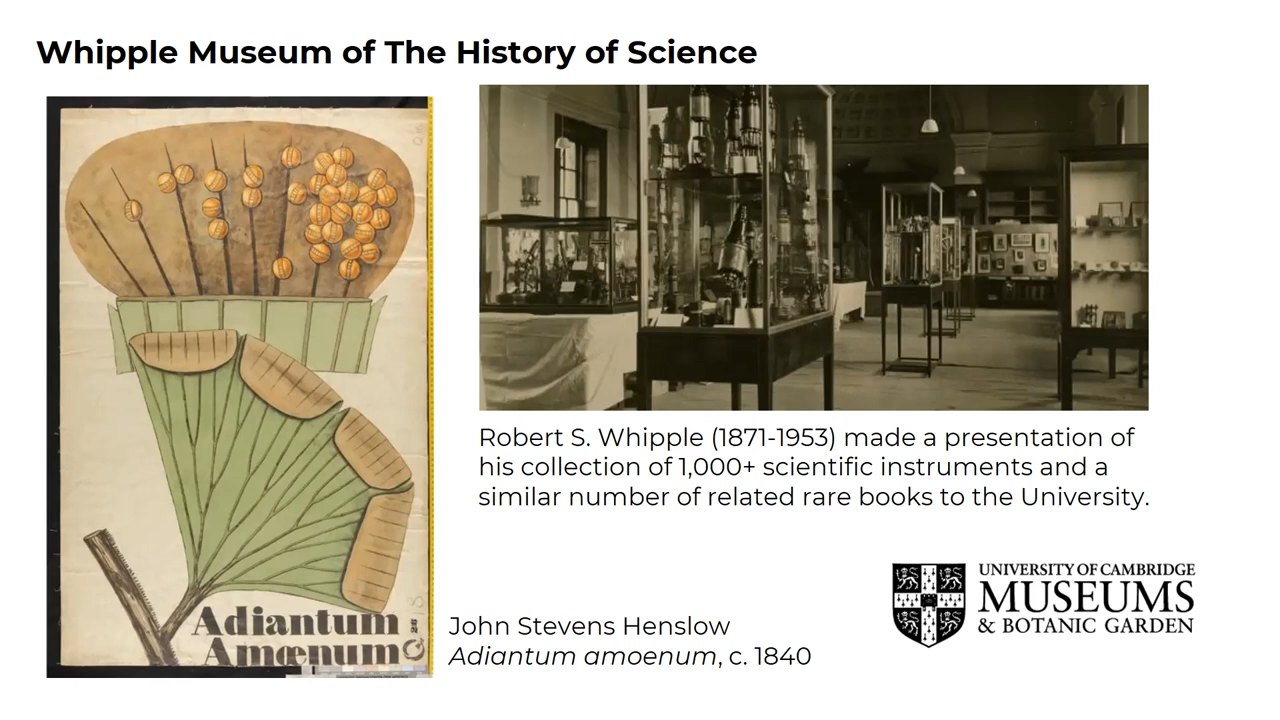 Whipple Museum of The History of Science
Adiantum
Amœnum
Robert S. Whipple (1871-1953) made a presentation of
his collection of 1,000+ scientific instruments and a
similar number of related rare books to the University.
John Stevens Henslow
Adiantum amoenum, c. 1840
UNIVERSITY OF CAMBRIDGE
MUSEUMS
& BOTANIC GARDEN